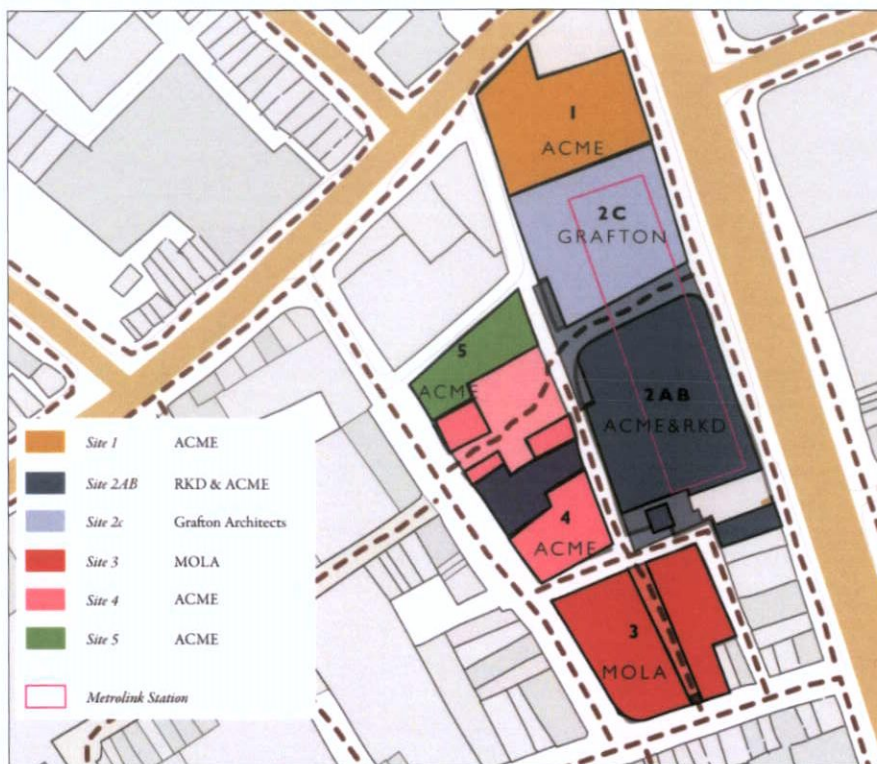 1
ACME
2C
GRAFTON
5
ACME
2AB
ACME&RKD
4
ACME
3
MOLA
Site 1 ACME
Site 2AB RKD & ACME
Site 2c Grafton Architects
Site 3 MOLA
Site 4 ACME
Site 5 ACME
Metrolink Station